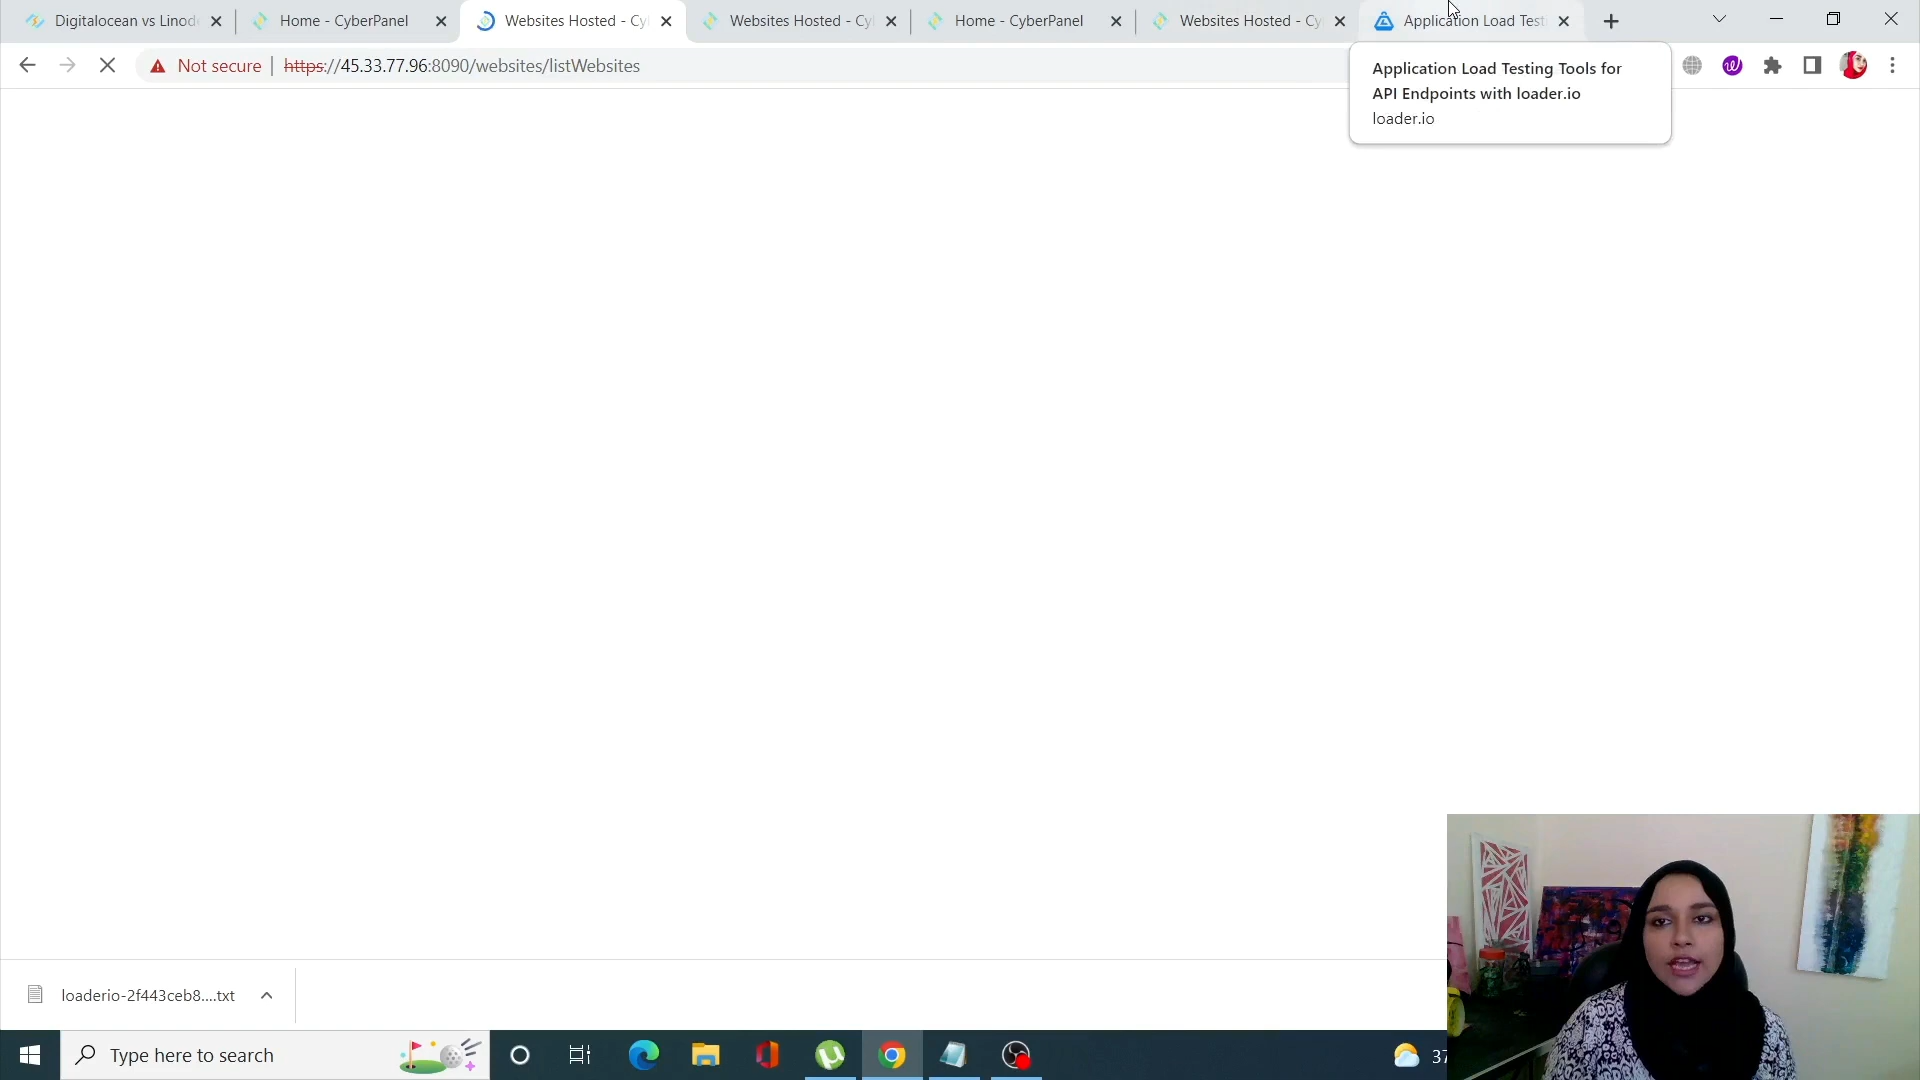 Digitalocean vs Linode
Home - CyberPanel
Websites Hosted - Cy
Websites Hosted - Cy
Home - CyberPanel
Websites Hosted - Cy
Application Load Test
Not secure
https://45.33.77.96:8090/websites/listWebsites
Application Load Testing Tools for
API Endpoints with loader.io
loader.io
loaderio-2f443ceb8....txt
Type here to search
37